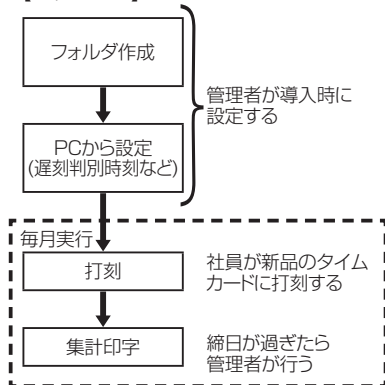 フォルダ作成
管理者が導入時に
設定する
PCから設定
(遅刻判別時刻など)
毎月実行
打刻
社員が新品のタイム
カードに打刻する
集計印字
締日が過ぎたら
管理者が行う